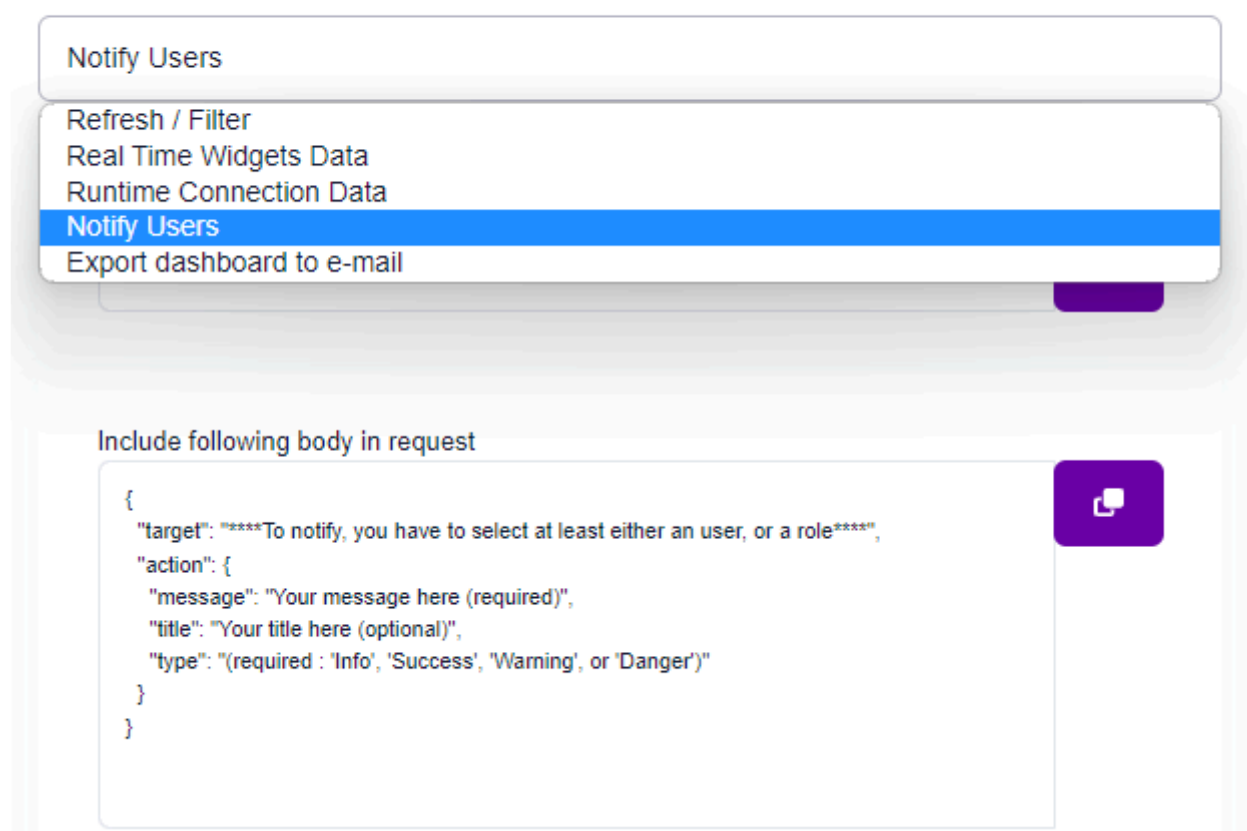 Notify Users
Refresh / Filter
Real Time Widgets Data
Runtime Connection Data
Notify Users
Export dashboard to e-mail
Include following body in request
{
"target": "****To notify, you have to select at least either an user, or a role****",
"action": {
"message": "Your message here (required)",
"title": "Your title here (optional)",
"type": "(required : 'Info', 'Success', 'Warning', or 'Danger')"
}
}